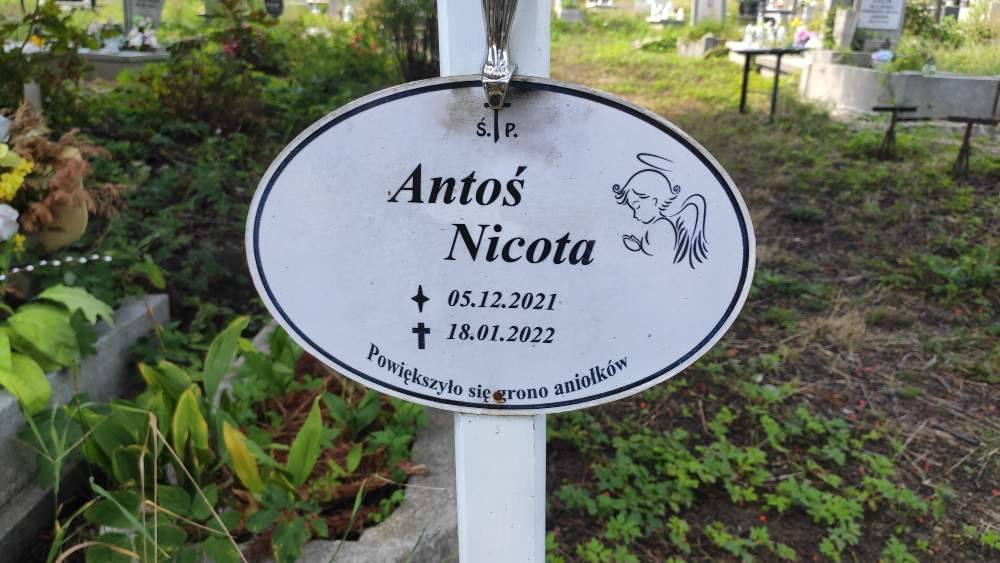 Ś. P.
Antoś
Nicota
05.12.2021
18.01.2022
Powiększyło się grono aniołków